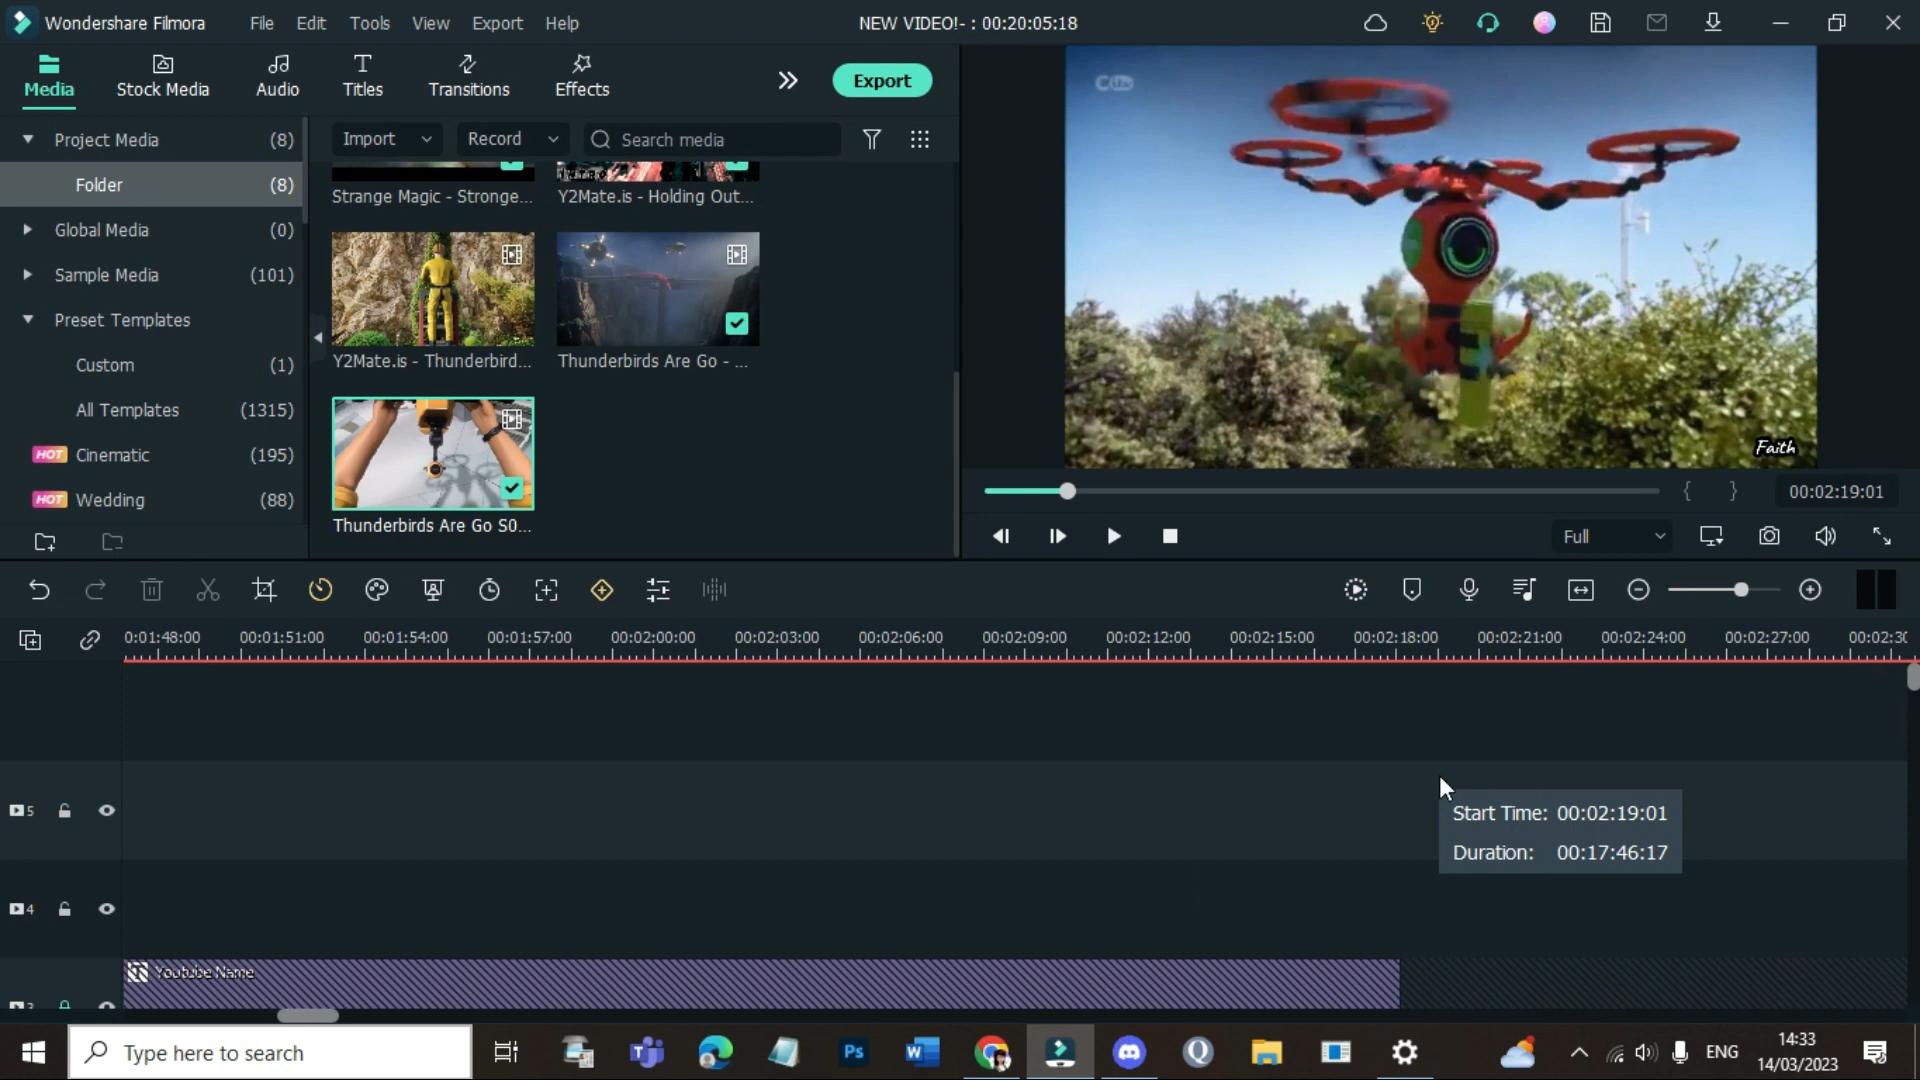 Wondershare Filmora File Edit Tools View Export Help NEW VIDEO!- : 00:20:05:18
Media Stock Media Audio Titles Transitions Effects Export
Project Media (8)
Folder (8)
Global Media (0)
Sample Media (101)
Preset Templates
Custom (1)
All Templates (1315)
HOT Cinematic (195)
HOT Wedding (88)
Import Record Search media
Strange Magic - Stronge... Y2Mate.is - Holding Out...
Y2Mate.is - Thunderbird... Thunderbirds Are Go - ...
Thunderbirds Are Go S0...
Faith
{ } 00:02:19:01
Full
0:01:48:00 00:01:51:00 00:01:54:00 00:01:57:00 00:02:00:00 00:02:03:00 00:02:06:00 00:02:09:00 00:02:12:00 00:02:15:00 00:02:18:00 00:02:21:00 00:02:24:00 00:02:27:00 00:02:30
5
Start Time: 00:02:19:01
Duration: 00:17:46:17
4
Youtube Name
3
Type here to search
ENG
14:33
14/03/2023